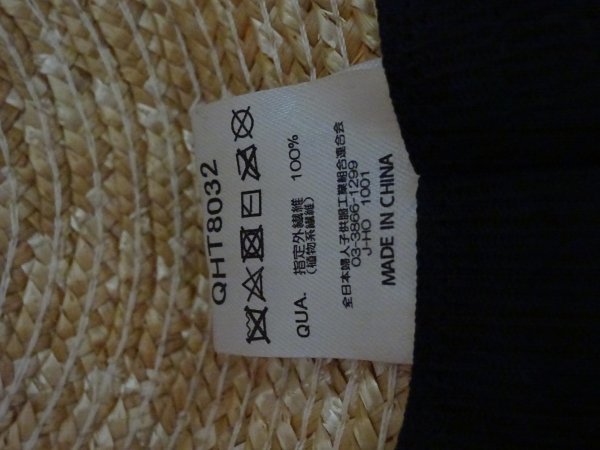 QHT8032
QUA. 指定外繊維 100%
(植物系繊維)
全日本婦人子供服工業組合連合会
03-3866-1299
J-HO 1001
MADE IN CHINA